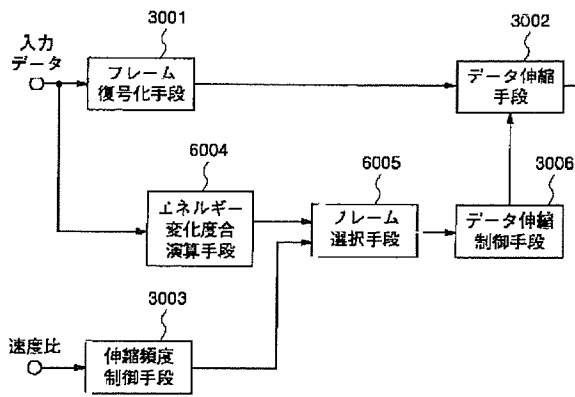 3001
3002
入力
データ
フレーム
復号化手段
データ伸縮
手段
6004
6005
3006
エネルギー
変化度合
演算手段
フレーム
選択手段
データ伸縮
制御手段
3003
速度比
伸縮頻度
制御手段